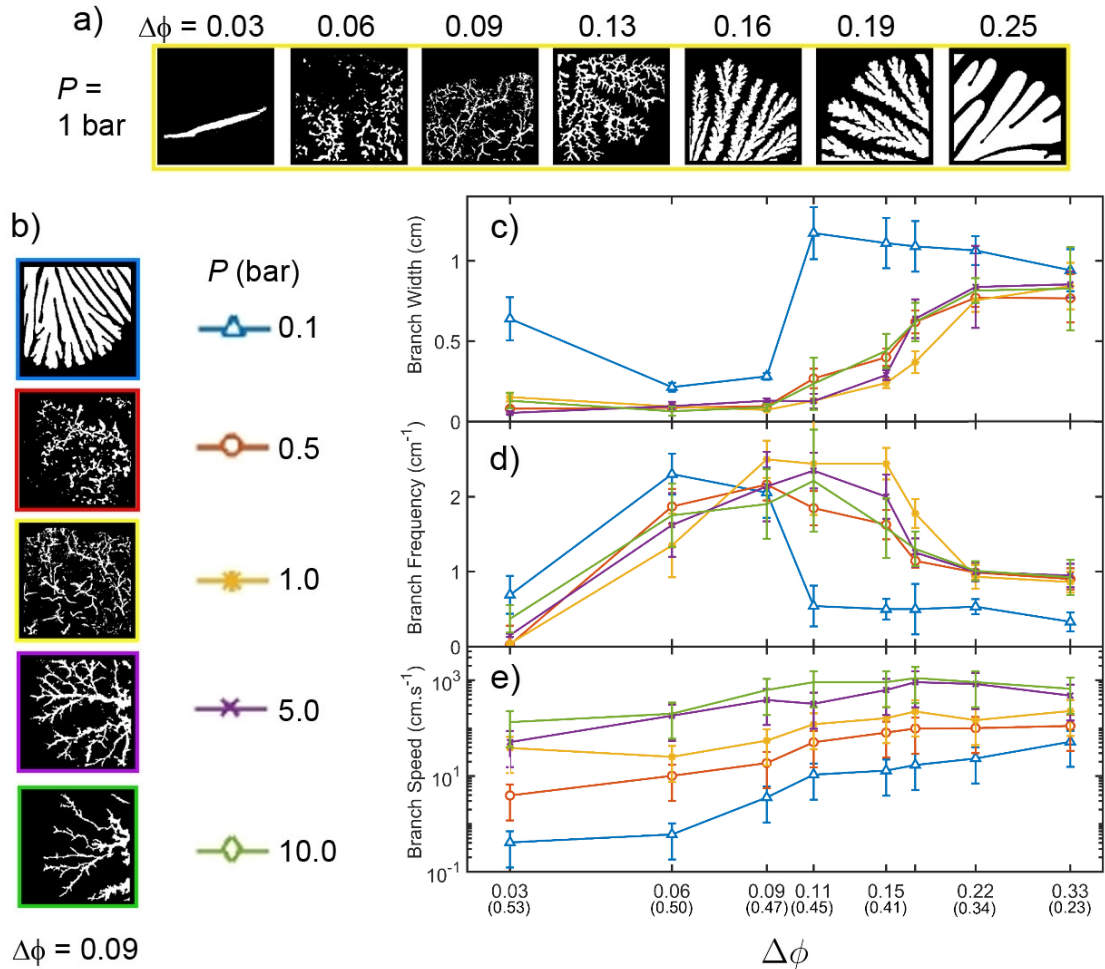 a)
Δϕ = 0.03 0.06 0.09 0.13 0.16 0.19 0.25
P =
1 bar
b)
P (bar)
0.1
0.5
1.0
5.0
10.0
Δϕ = 0.09
c)
Branch Width (cm)
1
0.5
0
d)
Branch Frequency (cm⁻¹)
2
1
0
e)
Branch Speed (cm.s⁻¹)
10³
10¹
10⁻¹
0.03 0.06 0.09 0.11 0.15 0.22 0.33
(0.53) (0.50) (0.47) (0.45) (0.41) (0.34) (0.23)
Δϕ